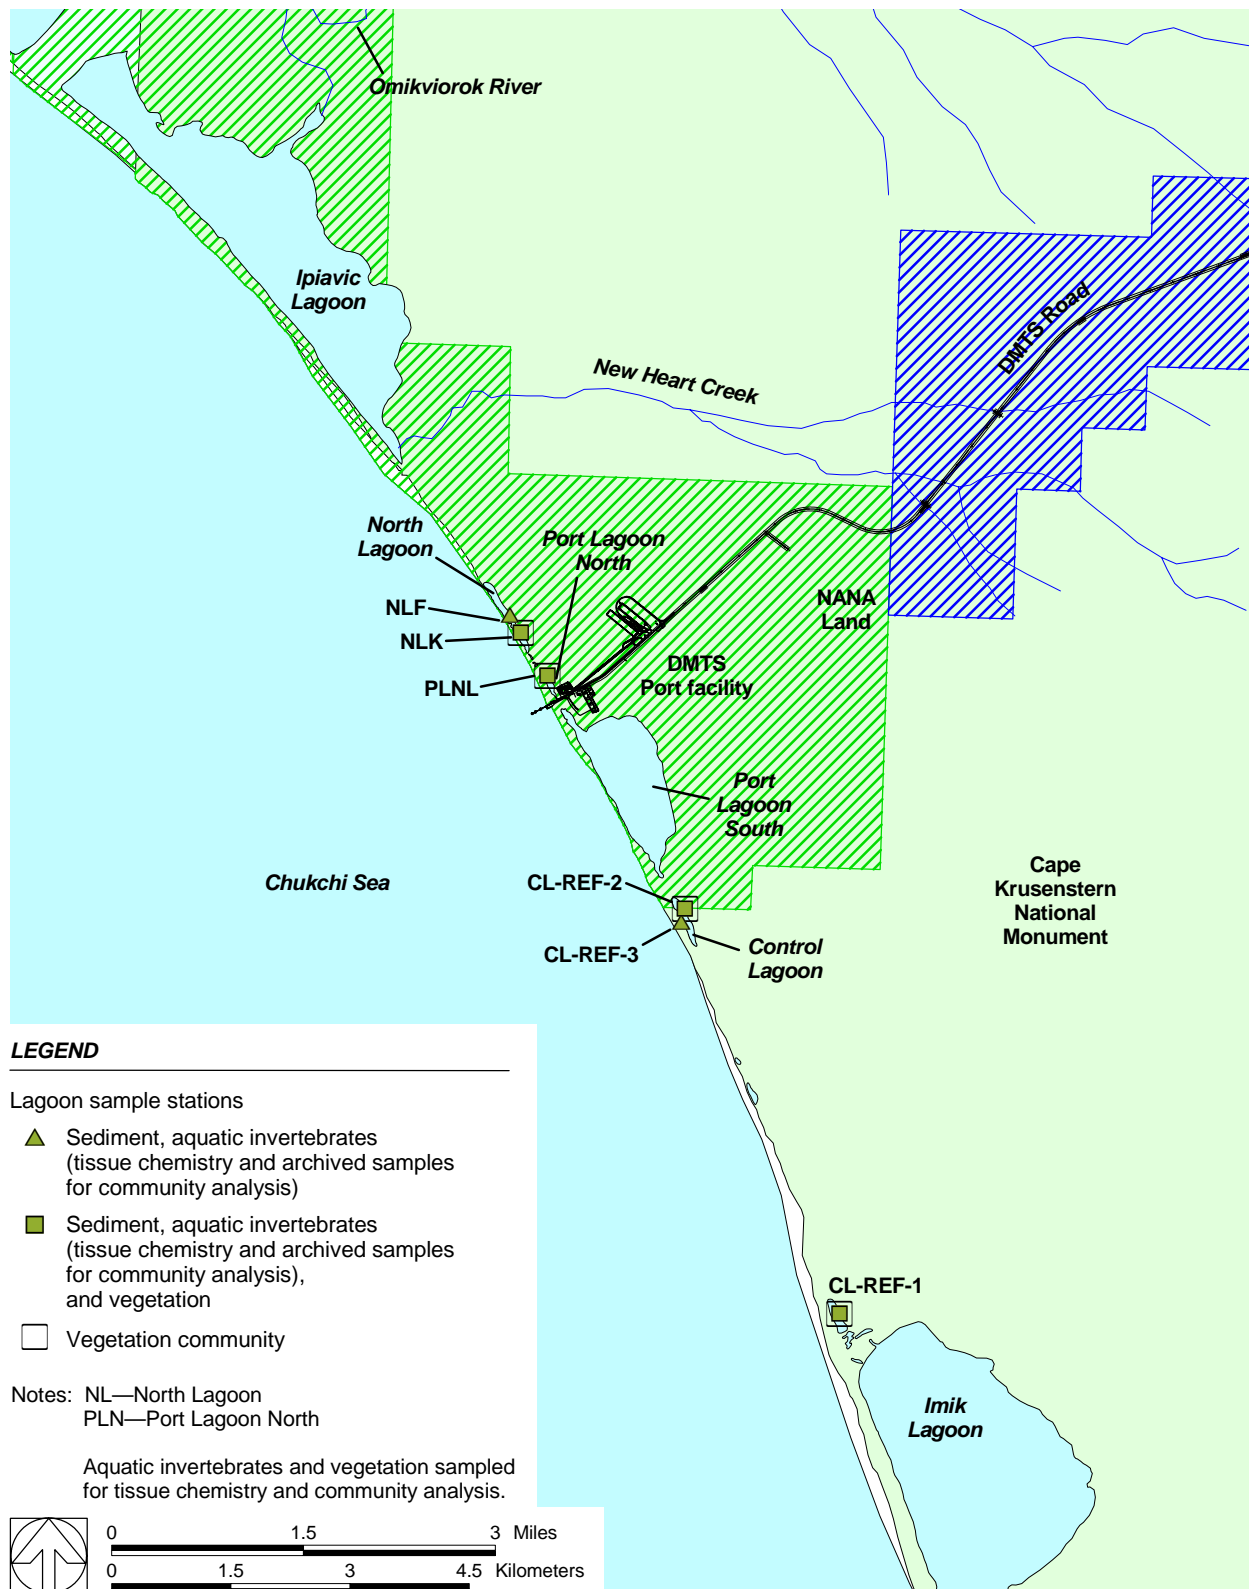 Omikviorok River
Ipiavic
Lagoon
DMTS Road
New Heart Creek
North
Lagoon
Port Lagoon
North
NLF
NLK
NANA
Land
PLNL
DMTS
Port facility
Port
Lagoon
South
Chukchi Sea
CL-REF-2
Cape
Krusenstern
National
Monument
CL-REF-3
Control
Lagoon
LEGEND
Lagoon sample stations
Sediment, aquatic invertebrates
(tissue chemistry and archived samples
for community analysis)
Sediment, aquatic invertebrates
(tissue chemistry and archived samples
for community analysis),
and vegetation
Vegetation community
CL-REF-1
Imik
Lagoon
Notes: NL—North Lagoon
PLN—Port Lagoon North
Aquatic invertebrates and vegetation sampled
for tissue chemistry and community analysis.
0 1.5 3 Miles
0 1.5 3 4.5 Kilometers